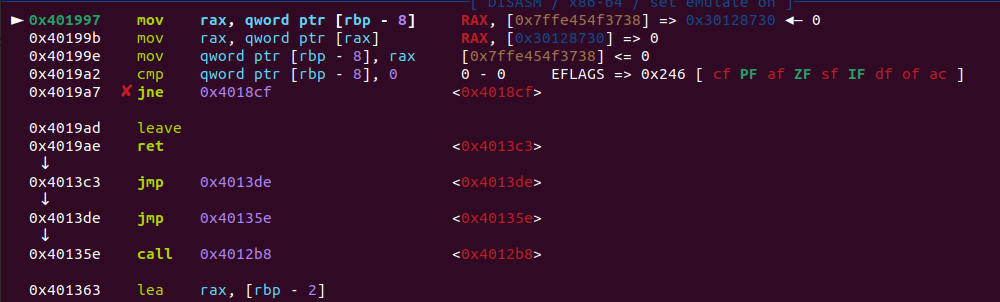 [ DISASM / x86-64 / set emulate on ]
► 0x401997 mov rax, qword ptr [rbp - 8] RAX, [0x7ffe454f3738] => 0x30128730 ◂— 0
0x40199b mov rax, qword ptr [rax] RAX, [0x30128730] => 0
0x40199e mov qword ptr [rbp - 8], rax [0x7ffe454f3738] <= 0
0x4019a2 cmp qword ptr [rbp - 8], 0 0 - 0 EFLAGS => 0x246 [ cf PF af ZF sf IF df of ac ]
0x4019a7 ✘ jne 0x4018cf <0x4018cf>
0x4019ad leave
0x4019ae ret <0x4013c3>
↓
0x4013c3 jmp 0x4013de <0x4013de>
↓
0x4013de jmp 0x40135e <0x40135e>
↓
0x40135e call 0x4012b8 <0x4012b8>
0x401363 lea rax, [rbp - 2]